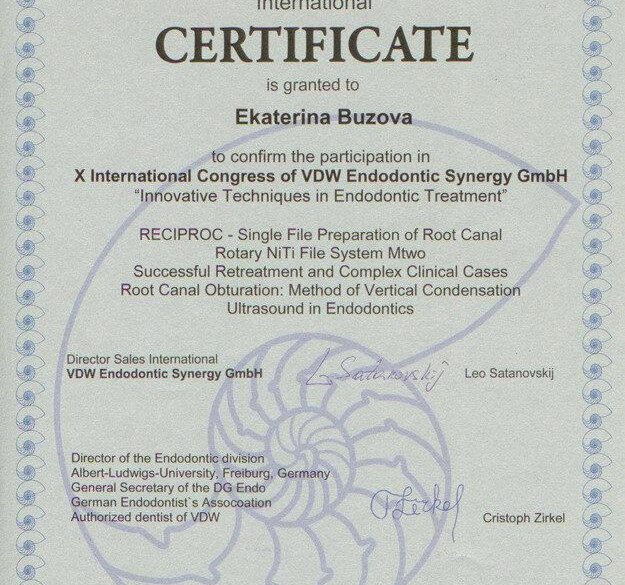 International
CERTIFICATE
is granted to
Ekaterina Buzova
to confirm the participation in
X International Congress of VDW Endodontic Synergy GmbH
“Innovative Techniques in Endodontic Treatment”
RECIPROC - Single File Preparation of Root Canal
Rotary NiTi File System Mtwo
Successful Retreatment and Complex Clinical Cases
Root Canal Obturation: Method of Vertical Condensation
Ultrasound in Endodontics
Director Sales International
VDW Endodontic Synergy GmbH
L Satanovskij
Leo Satanovskij
Director of the Endodontic division
Albert-Ludwigs-University, Freiburg, Germany
General Secretary of the DG Endo
German Endodontist`s Assocoation
Authorized dentist of VDW
Zirkel
Cristoph Zirkel